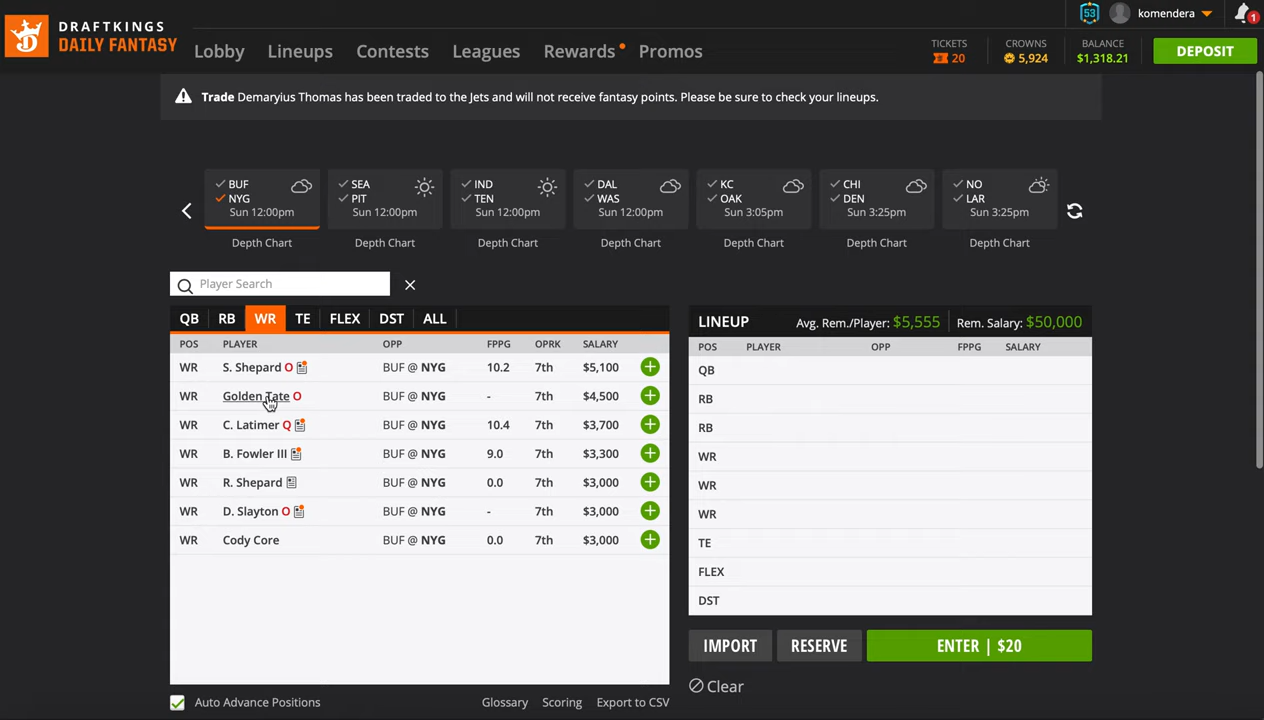 53 komendera 1
DRAFTKINGS
DAILY FANTASY
Lobby Lineups Contests Leagues Rewards Promos
TICKETS CROWNS BALANCE
20 5,924 $1,318.21 DEPOSIT
Trade Demaryius Thomas has been traded to the Jets and will not receive fantasy points. Please be sure to check your lineups.
BUF SEA IND DAL KC CHI NO
NYG PIT TEN WAS OAK DEN LAR
Sun 12:00pm Sun 12:00pm Sun 12:00pm Sun 12:00pm Sun 3:05pm Sun 3:25pm Sun 3:25pm
Depth Chart Depth Chart Depth Chart Depth Chart Depth Chart Depth Chart Depth Chart
Player Search
QB RB WR TE FLEX DST ALL
POS PLAYER OPP FPPG OPRK SALARY
WR S. Shepard O BUF @ NYG 10.2 7th $5,100
WR Golden Tate O BUF @ NYG - 7th $4,500
WR C. Latimer Q BUF @ NYG 10.4 7th $3,700
WR B. Fowler III BUF @ NYG 9.0 7th $3,300
WR R. Shepard BUF @ NYG 0.0 7th $3,000
WR D. Slayton O BUF @ NYG - 7th $3,000
WR Cody Core BUF @ NYG 0.0 7th $3,000
Auto Advance Positions Glossary Scoring Export to CSV
LINEUP Avg. Rem./Player: $5,555 Rem. Salary: $50,000
POS PLAYER OPP FPPG SALARY
QB
RB
RB
WR
WR
WR
TE
FLEX
DST
IMPORT RESERVE ENTER | $20
Clear